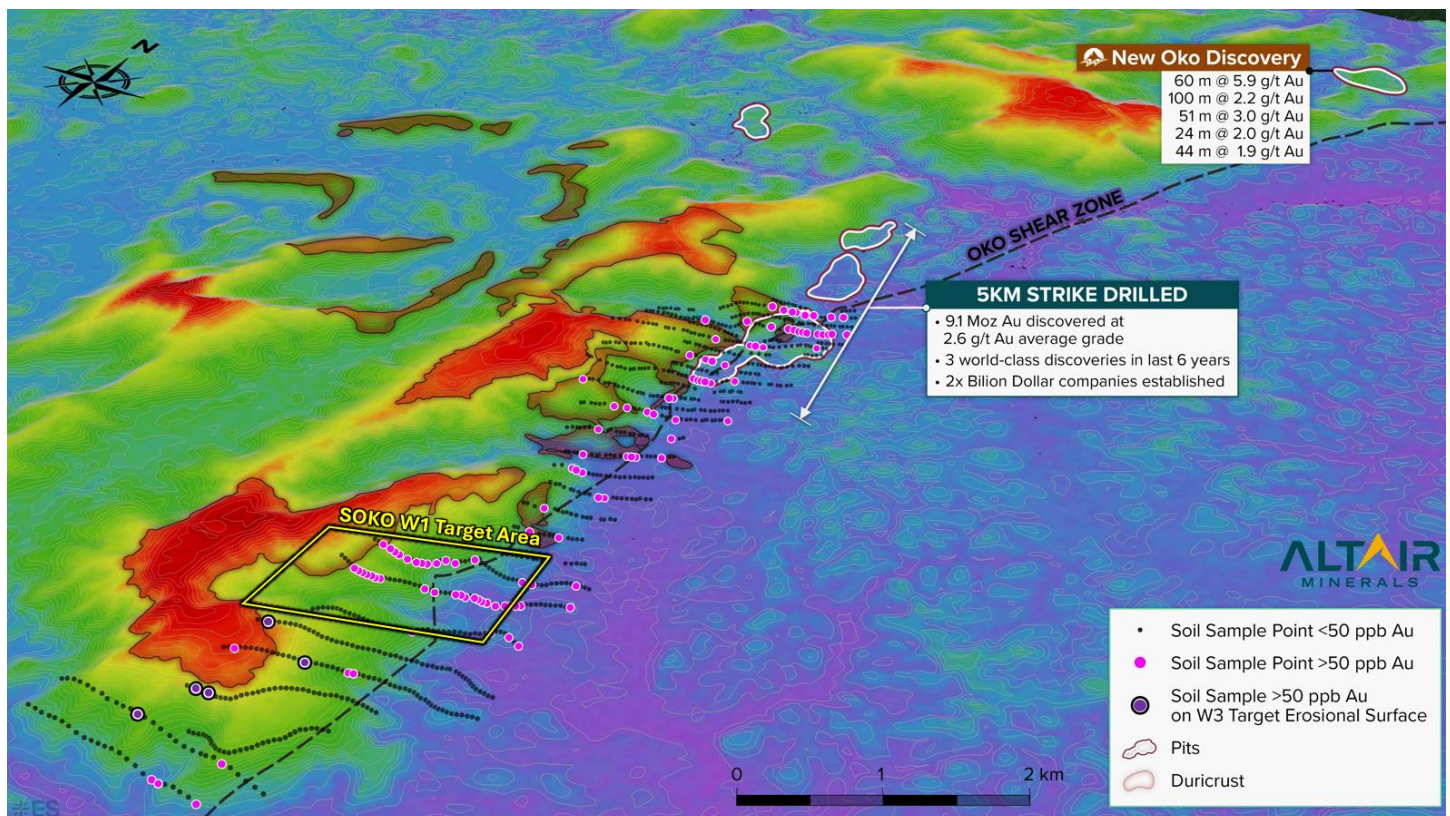 N
New Oko Discovery
60 m @ 5.9 g/t Au
100 m @ 2.2 g/t Au
51 m @ 3.0 g/t Au
24 m @ 2.0 g/t Au
44 m @ 1.9 g/t Au
OKO SHEAR ZONE
5KM STRIKE DRILLED
• 9.1 Moz Au discovered at
2.6 g/t Au average grade
• 3 world-class discoveries in last 6 years
• 2x Bilion Dollar companies established
SOKO W1 Target Area
ALTAIR
MINERALS
Soil Sample Point <50 ppb Au
Soil Sample Point >50 ppb Au
Soil Sample >50 ppb Au
on W3 Target Erosional Surface
Pits
Duricrust
0 1 2 km
ES